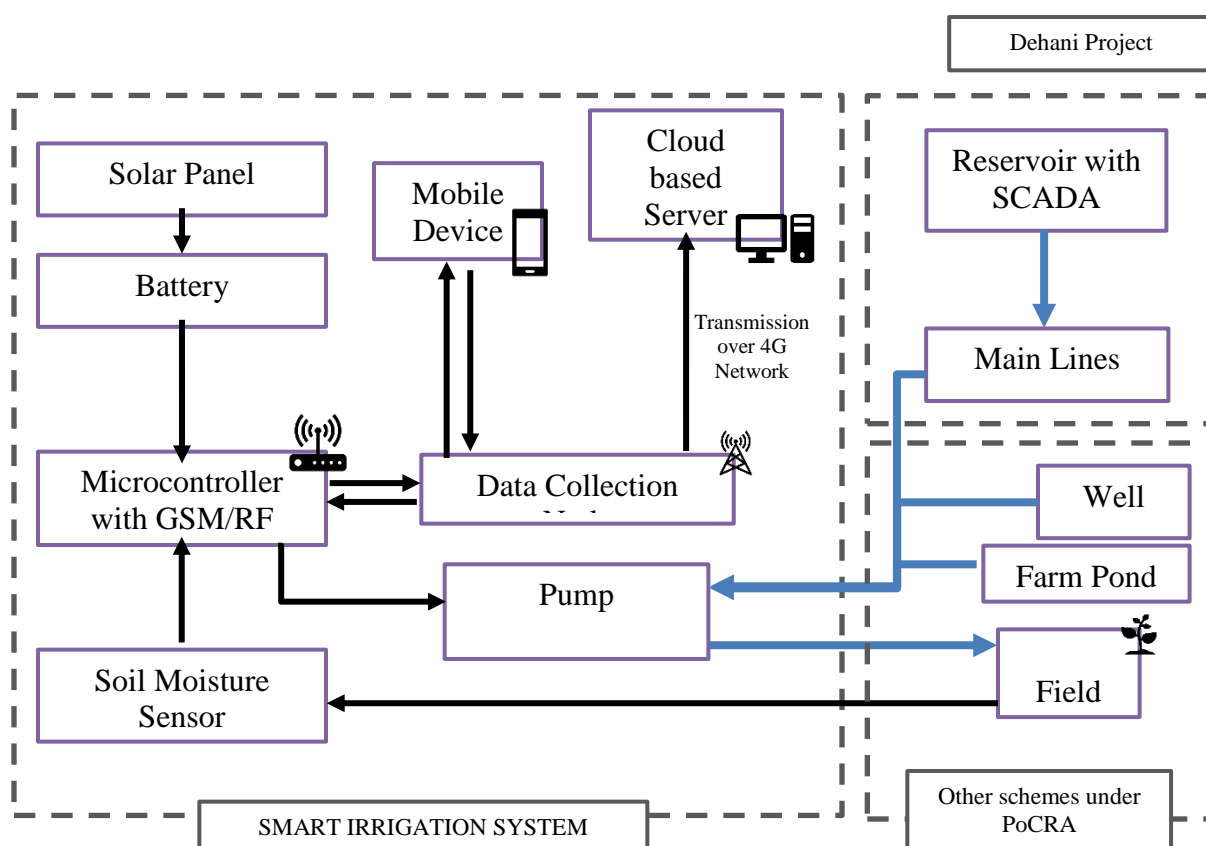 Dehani Project
Solar Panel
Battery
Mobile
Device
Cloud
based
Server
Transmission
over 4G
Network
Reservoir with
SCADA
Main Lines
Microcontroller
with GSM/RF
Data Collection
Well
Farm Pond
Pump
Soil Moisture
Sensor
Field
SMART IRRIGATION SYSTEM
Other schemes under
PoCRA